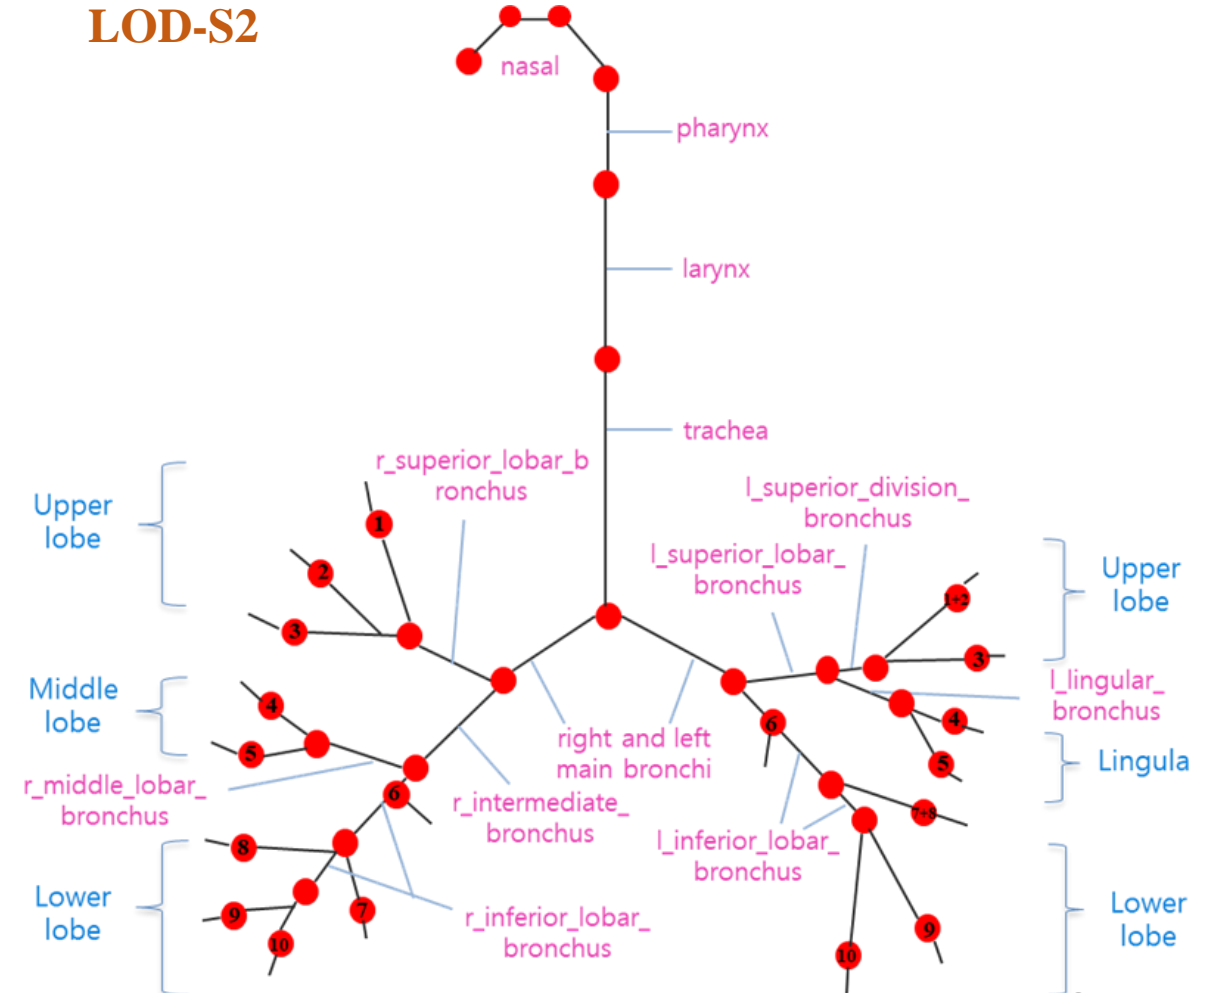 LOD-S2
nasal
pharynx
larynx
trachea
r_superior_lobar_b
ronchus
l_superior_division_
bronchus
l_superior_lobar_
bronchus
Upper
lobe
1
2
3
Upper
lobe
1+2
3
Middle
lobe
4
5
l_lingular_
bronchus
4
5
6
Lingula
right and left
main bronchi
r_middle_lobar_
bronchus
6
r_intermediate_
bronchus
7+8
l_inferior_lobar_
bronchus
8
Lower
lobe
9
10
7
r_inferior_lobar_
bronchus
Lower
lobe
9
10